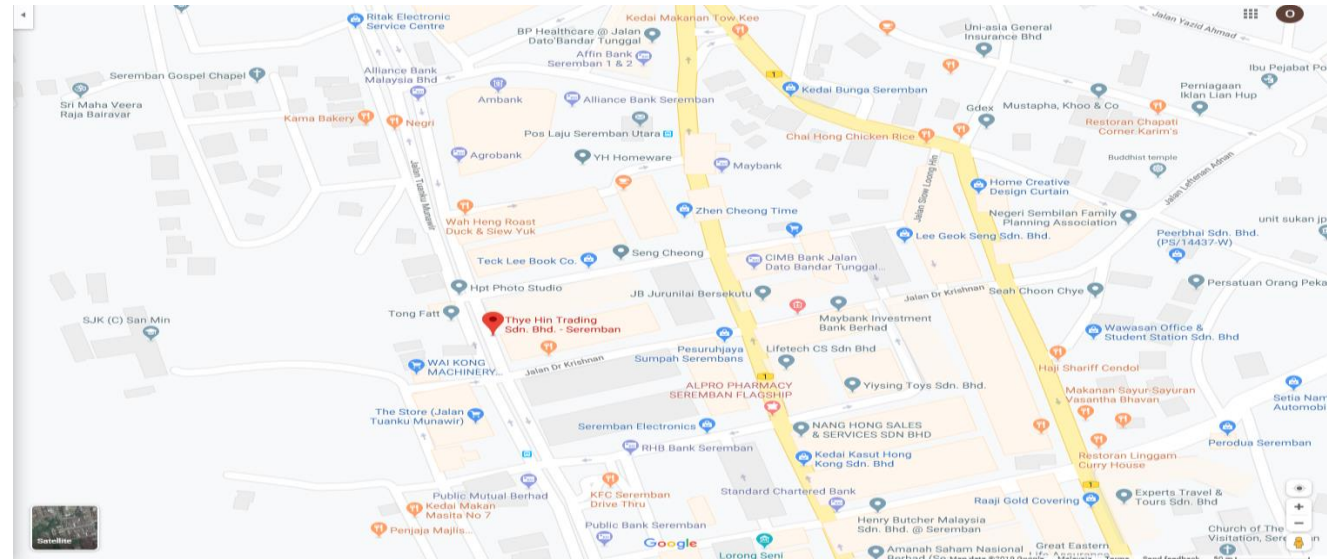 Ritak Electronic
Service Centre
Kedai Makanan Tow Kee
BP Healthcare @ Jalan
Dato'Bandar Tunggal
Affin Bank
Seremban 1 & 2
Uni-asia General
Insurance Bhd
Jalan Yazid Ahmad
O
Seremban Gospel Chapel
Alliance Bank
Malaysia Bhd
Ambank
Alliance Bank Seremban
1
Kedai Bunga Seremban
Ibu Pejabat Po
Perniagaan
Iklan Lian Hup
Sri Maha Veera
Raja Bairavar
Kama Bakery
Negri
Pos Laju Seremban Utara
Gdex
Mustapha, Khoo & Co
Restoran Chapati
Corner Karim's
Chai Hong Chicken Rice
Agrobank
YH Homeware
Maybank
Buddhist temple
Jalan Tuanku Munawir
Jalan Siow Loong Hin
Jalan Leftenan Adnan
Home Creative
Design Curtain
Wah Heng Roast
Duck & Siew Yuk
Zhen Cheong Time
Negeri Sembilan Family
Planning Association
unit sukan jp
Lee Geok Seng Sdn. Bhd.
Peerbhai Sdn. Bhd.
(PS/14437-W)
Seng Cheong
Teck Lee Book Co.
CIMB Bank Jalan
Dato Bandar Tunggal...
Hpt Photo Studio
JB Jurunilai Bersekutu
Jalan Dr Krishnan
Seah Choon Chye
Persatuan Orang Peka
SJK (C) San Min
Tong Fatt
Thye Hin Trading
Sdn. Bhd. - Seremban
Maybank Investment
Bank Berhad
Wawasan Office &
Student Station Sdn. Bhd.
Pesuruhjaya
Sumpah Serembans
Lifetech CS Sdn Bhd
WAI KONG
MACHINERY...
Jalan Dr Krishnan
Haji Shariff Cendol
1
ALPRO PHARMACY
SEREMBAN FLAGSHIP
Yiysing Toys Sdn. Bhd.
Makanan Sayur-Sayuran
Vasantha Bhavan
Setia Nam
Automobi
The Store (Jalan
Tuanku Munawir)
Seremban Electronics
NANG HONG SALES
& SERVICES SDN BHD
Perodua Seremban
RHB Bank Seremban
Kedai Kasut Hong
Kong Sdn. Bhd
Restoran Linggam
Curry House
1
Public Mutual Berhad
KFC Seremban
Drive Thru
Standard Chartered Bank
Raaji Gold Covering
Experts Travel &
Tours Sdn. Bhd
Kedai Makan
Masita No 7
Penjaja Majlis...
Public Bank Seremban
Henry Butcher Malaysia
Sdn. Bhd. @ Seremban
Church of The
Visitation, Sere
Satellite
Google
Lorong Seni
Amanah Saham Nasional
Great Eastern